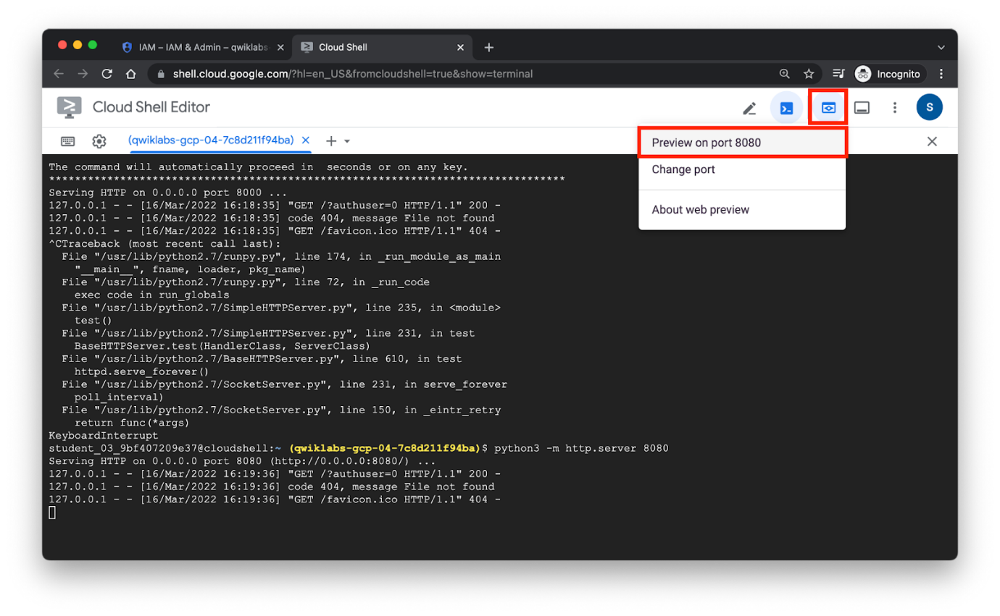 IAM – IAM & Admin – qwiklabs-
Cloud Shell
shell.cloud.google.com/?hl=en_US&fromcloudshell=true&show=terminal
Incognito
Cloud Shell Editor
S
(qwiklabs-gcp-04-7c8d211f94ba)
Preview on port 8080
Change port
About web preview
The command will automatically proceed in  seconds or on any key.
********************************************************************************
Serving HTTP on 0.0.0.0 port 8000 ...
127.0.0.1 - - [16/Mar/2022 16:18:35] "GET /?authuser=0 HTTP/1.1" 200 -
127.0.0.1 - - [16/Mar/2022 16:18:35] code 404, message File not found
127.0.0.1 - - [16/Mar/2022 16:18:35] "GET /favicon.ico HTTP/1.1" 404 -
^CTraceback (most recent call last):
  File "/usr/lib/python2.7/runpy.py", line 174, in _run_module_as_main
    "__main__", fname, loader, pkg_name)
  File "/usr/lib/python2.7/runpy.py", line 72, in _run_code
    exec code in run_globals
  File "/usr/lib/python2.7/SimpleHTTPServer.py", line 235, in <module>
    test()
  File "/usr/lib/python2.7/SimpleHTTPServer.py", line 231, in test
    BaseHTTPServer.test(HandlerClass, ServerClass)
  File "/usr/lib/python2.7/BaseHTTPServer.py", line 610, in test
    httpd.serve_forever()
  File "/usr/lib/python2.7/SocketServer.py", line 231, in serve_forever
    poll_interval)
  File "/usr/lib/python2.7/SocketServer.py", line 150, in _eintr_retry
    return func(*args)
KeyboardInterrupt
student_03_9bf407209e37@cloudshell:~ (qwiklabs-gcp-04-7c8d211f94ba)$ python3 -m http.server 8080
Serving HTTP on 0.0.0.0 port 8080 (http://0.0.0.0:8080/) ...
127.0.0.1 - - [16/Mar/2022 16:19:36] "GET /?authuser=0 HTTP/1.1" 200 -
127.0.0.1 - - [16/Mar/2022 16:19:36] code 404, message File not found
127.0.0.1 - - [16/Mar/2022 16:19:36] "GET /favicon.ico HTTP/1.1" 404 -